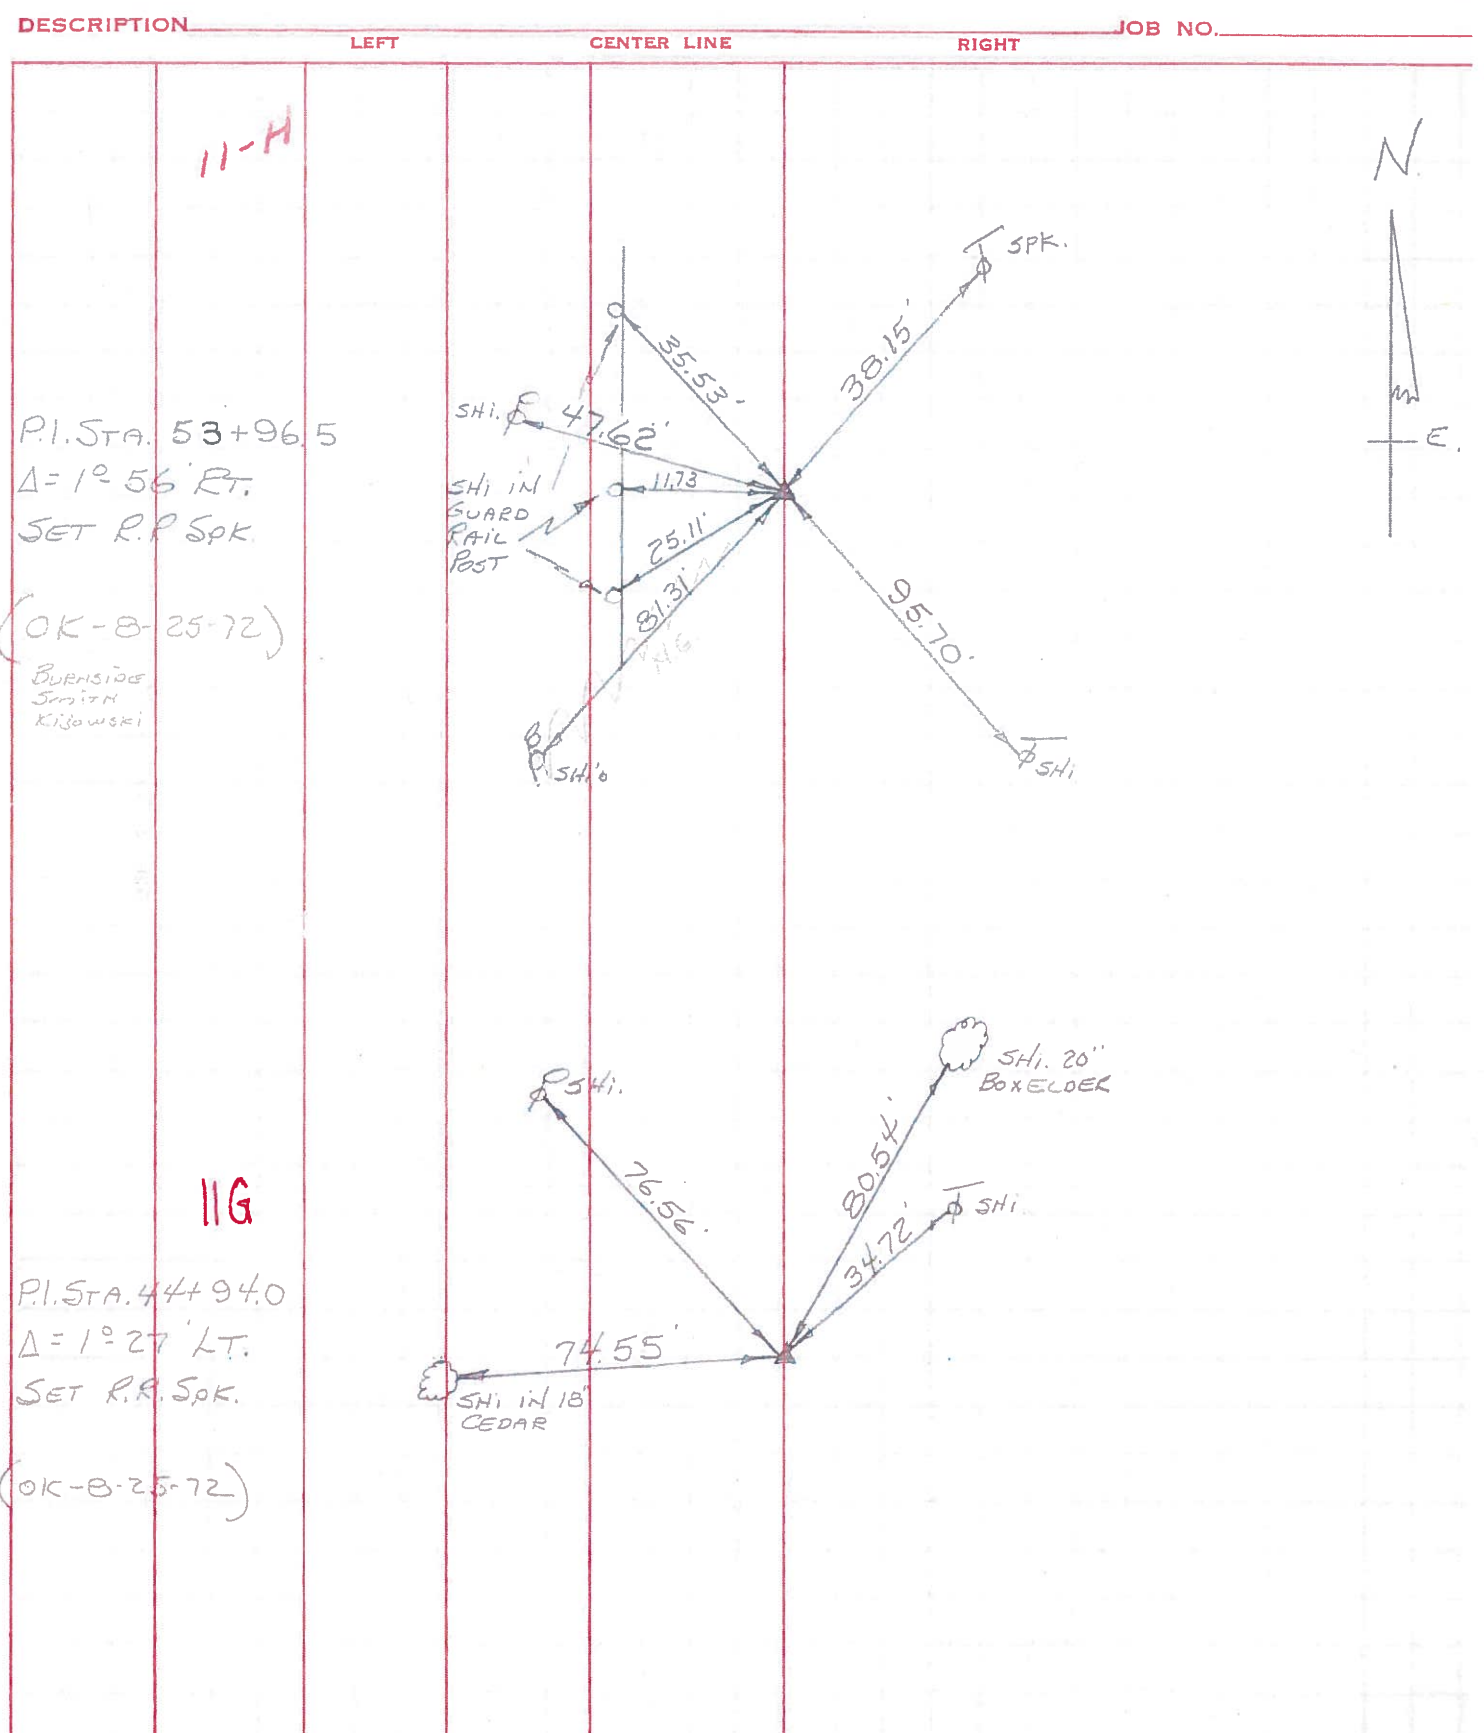 DESCRIPTION JOB NO.
LEFT CENTER LINE RIGHT
11-H
N
E.
SPK.
35.53'
38.15'
SHi. 47.62'
P.I. STA. 53+96.5
Δ=1° 56' RT.
SET R.R SPK.
(OK-8-25-72)
BURNSIDE
SMITH
Kijowski
SHi iN
GUARD
RAIL
POST
11.73
25.11'
81.31'
95.70'
SHi
SHi
SHi. 20"
BOXELDER
SHi.
76.56'
80.54'
SHi.
34.72'
11G
P.I. STA. 44+94.0
Δ=1° 27' LT.
SET R.R. SPK.
74.55'
SHi iN 18"
CEDAR
(OK-8-25-72)